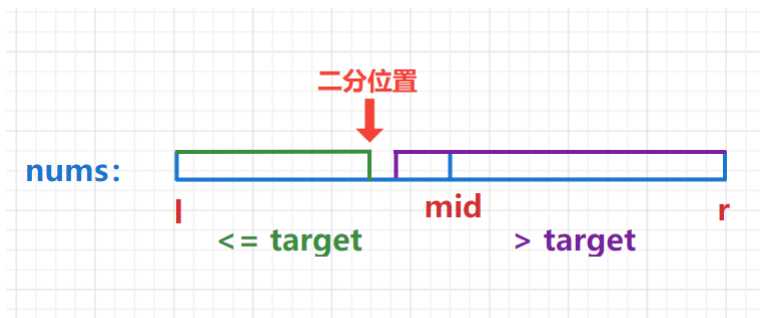 二分位置
nums:
l
mid
r
<= target
> target